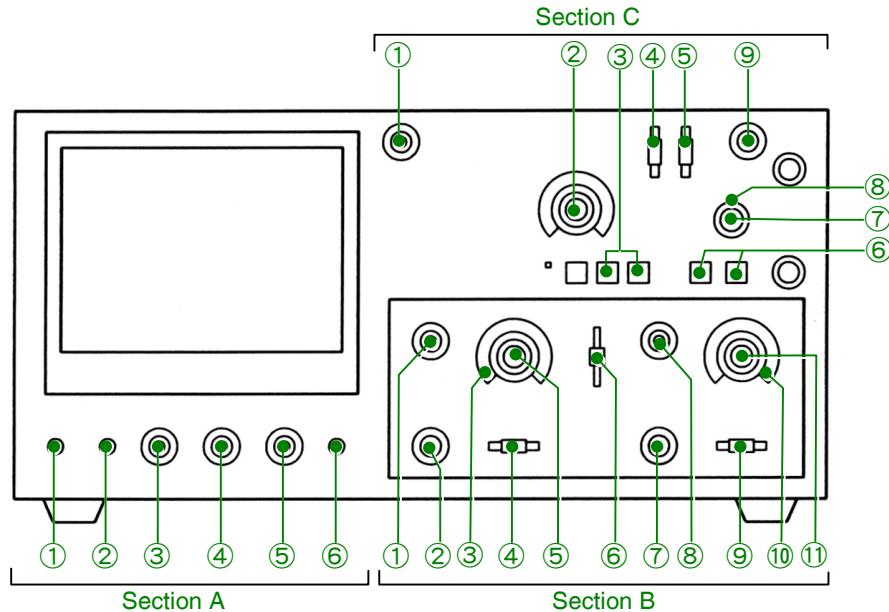 Section C
① ② ③ ④ ⑤ ⑨
⑧
⑦
⑥
① ② ③ ④ ⑤ ⑥ ① ② ③ ④ ⑤ ⑥ ⑦ ⑧ ⑨ ⑩ ⑪
Section A Section B